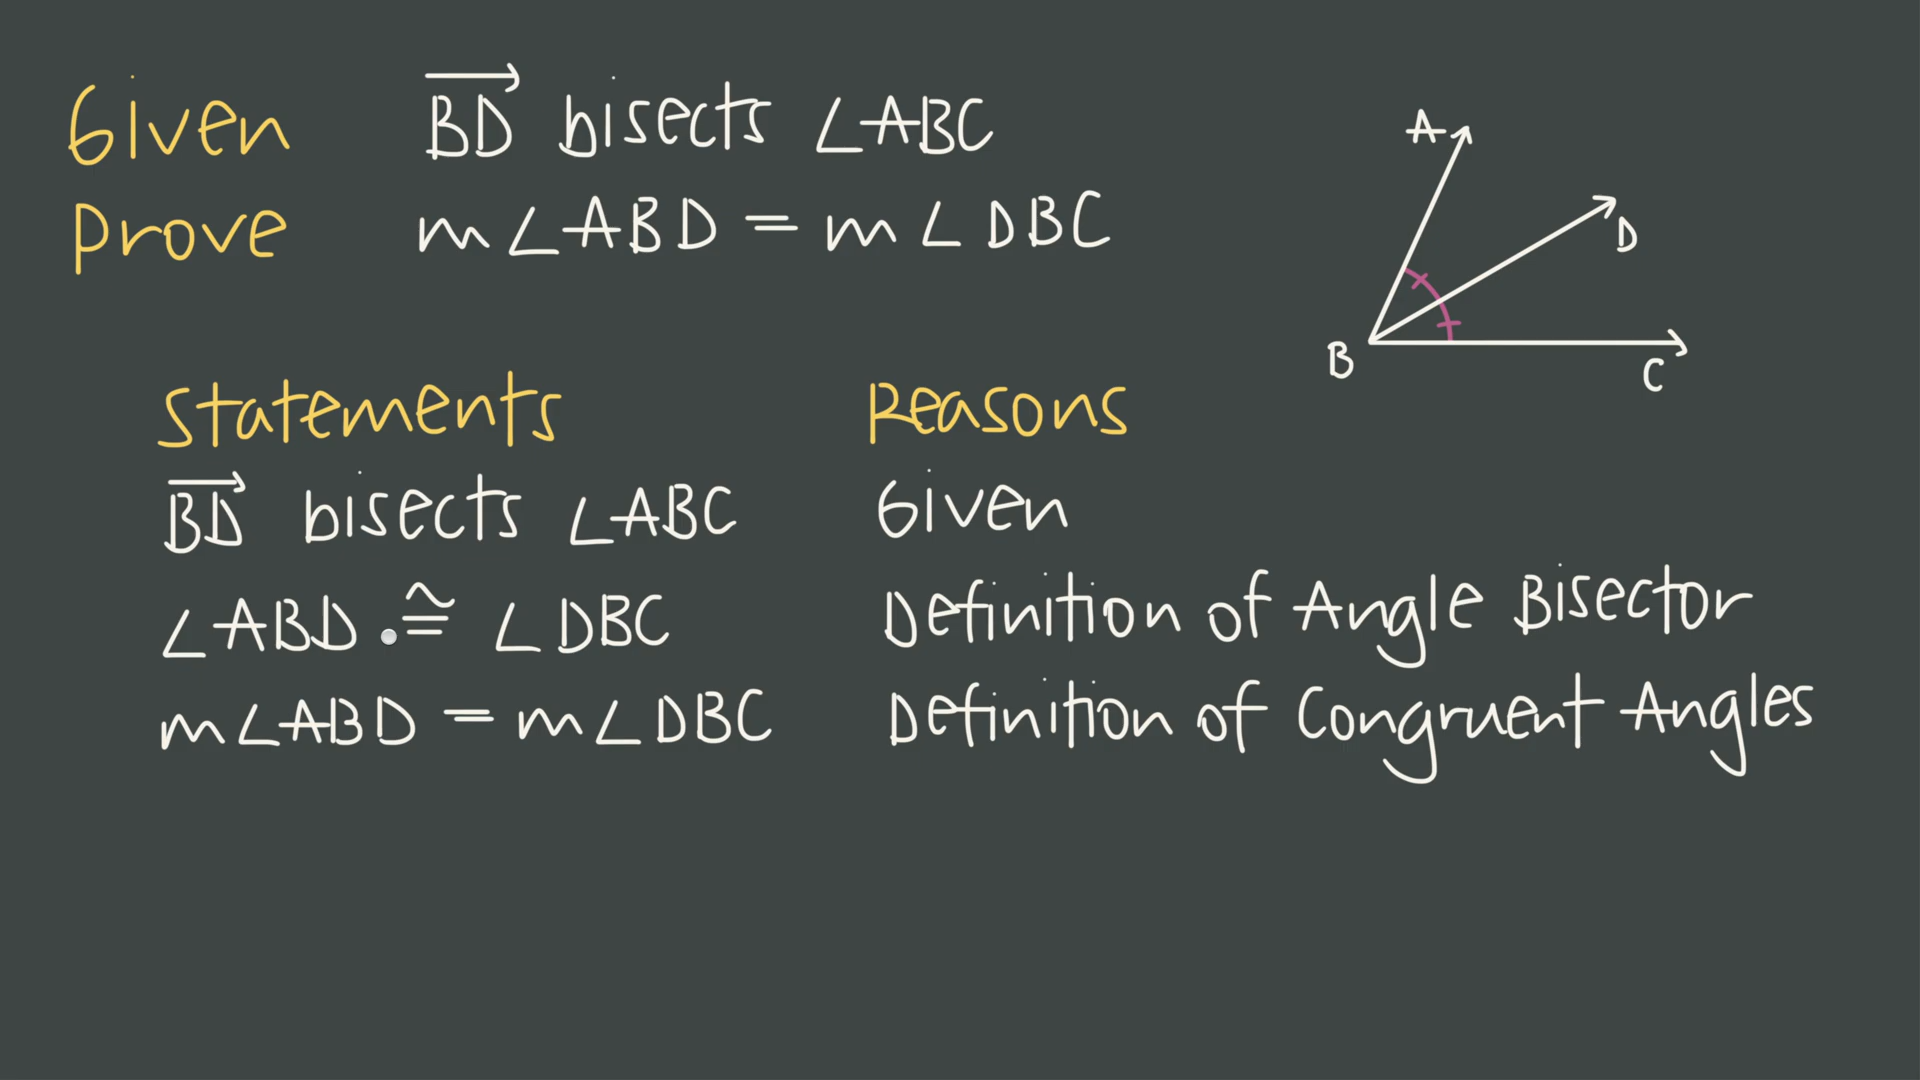 Given BD bisects ∠ABC
Prove m∠ABD = m∠DBC
A
D
B
C
Statements Reasons
BD bisects ∠ABC Given
∠ABD ≅ ∠DBC Definition of Angle Bisector
m∠ABD = m∠DBC Definition of Congruent Angles